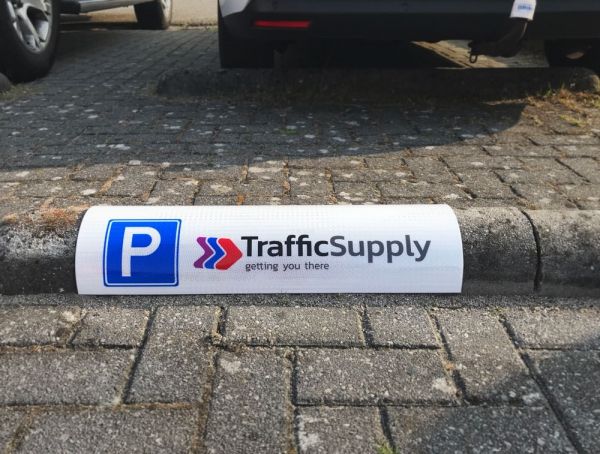 P
TrafficSupply
getting you there